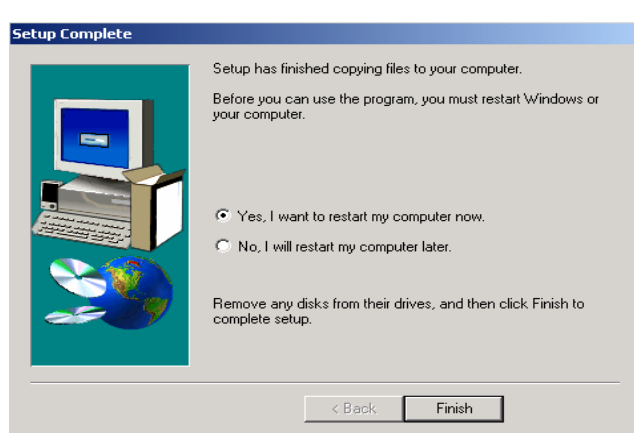 Setup Complete
Setup has finished copying files to your computer.
Before you can use the program, you must restart Windows or
your computer.
Yes, I want to restart my computer now.
No, I will restart my computer later.
Remove any disks from their drives, and then click Finish to
complete setup.
< Back
Finish